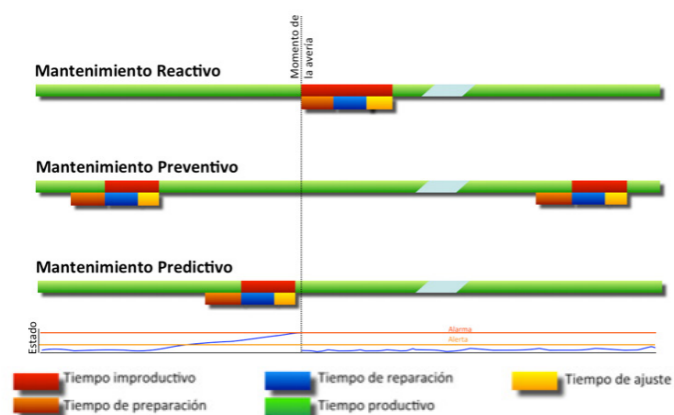 Momento de
la avería
Mantenimiento Reactivo
Mantenimiento Preventivo
Mantenimiento Predictivo
Estado
Alarma
Alerta
Tiempo improductivo
Tiempo de reparación
Tiempo de ajuste
Tiempo de preparación
Tiempo productivo